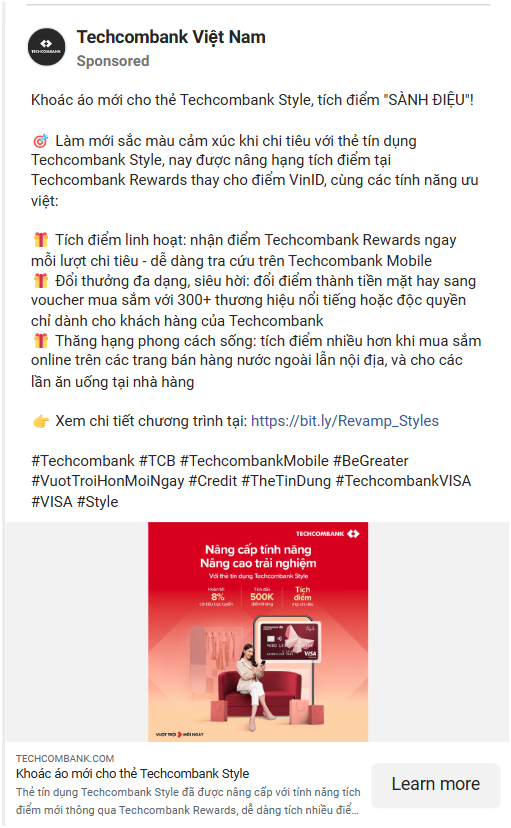 Techcombank Việt Nam
Sponsored
Khoác áo mới cho thẻ Techcombank Style, tích điểm "SÀNH ĐIỆU"!
🎯 Làm mới sắc màu cảm xúc khi chi tiêu với thẻ tín dụng
Techcombank Style, nay được nâng hạng tích điểm tại
Techcombank Rewards thay cho điểm VinID, cùng các tính năng ưu
việt:
🎁 Tích điểm linh hoạt: nhận điểm Techcombank Rewards ngay
mỗi lượt chi tiêu - dễ dàng tra cứu trên Techcombank Mobile
🎁 Đổi thưởng đa dạng, siêu hời: đổi điểm thành tiền mặt hay sang
voucher mua sắm với 300+ thương hiệu nổi tiếng hoặc độc quyền
chỉ dành cho khách hàng của Techcombank
🎁 Thăng hạng phong cách sống: tích điểm nhiều hơn khi mua sắm
online trên các trang bán hàng nước ngoài lẫn nội địa, và cho các
lần ăn uống tại nhà hàng
👉 Xem chi tiết chương trình tại: https://bit.ly/Revamp_Styles
#Techcombank #TCB #TechcombankMobile #BeGreater
#VuotTroiHonMoiNgay #Credit #TheTinDung #TechcombankVISA
#VISA #Style
TECHCOMBANK
Nâng cấp tính năng
Nâng cao trải nghiệm
Với thẻ tín dụng Techcombank Style
Hoàn tới
8%
chi tiêu trực tuyến
Tích đến
500K
Tích
điểm
mọi chi tiêu
Style
VISA
VƯỢT TRỘI MỖI NGÀY
TECHCOMBANK.COM
Khoác áo mới cho thẻ Techcombank Style
Thẻ tín dụng Techcombank Style đã được nâng cấp với tính năng tích
điểm mới thông qua Techcombank Rewards, dễ dàng tích nhiều điể...
Learn more